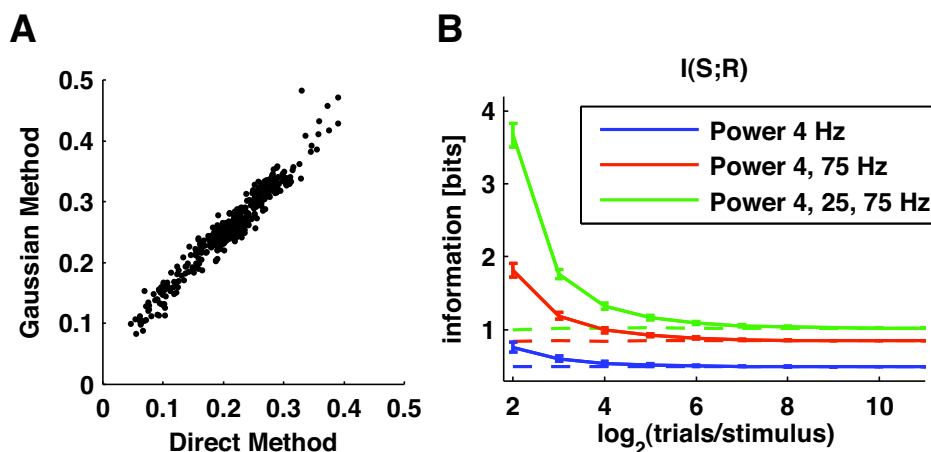 A
Gaussian Method
0.5
0.4
0.3
0.2
0.1
0
0
0.1
0.2
0.3
0.4
0.5
Direct Method
B
I(S;R)
information [bits]
4
3
2
1
Power 4 Hz
Power 4, 75 Hz
Power 4, 25, 75 Hz
2
4
6
8
10
log2(trials/stimulus)